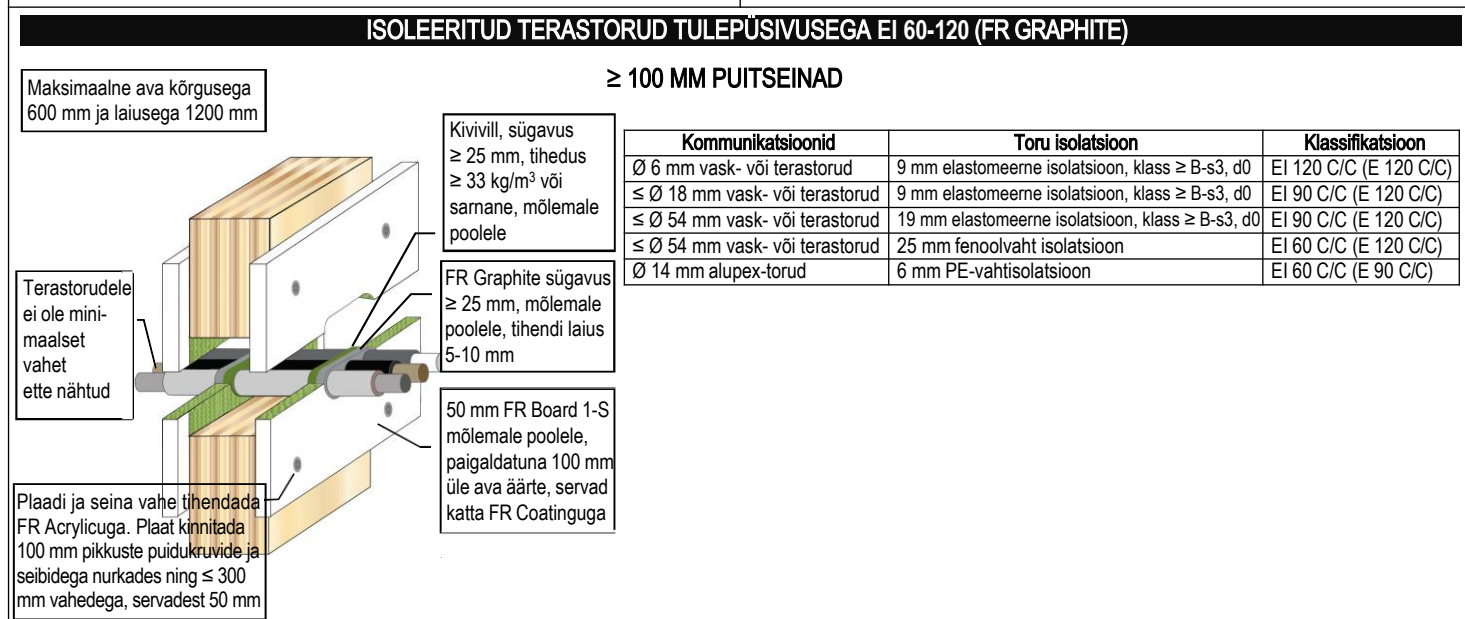 ISOLEERITUD TERASTORUD TULEPÜSIVUSEGA EI 60-120 (FR GRAPHITE)
≥ 100 MM PUITSEINAD
Maksimaalne ava kõrgusega
600 mm ja laiusega 1200 mm
Kivivill, sügavus
≥ 25 mm, tihedus
≥ 33 kg/m³ või
sarnane, mõlemale
poolele
Terastorudele
ei ole mini-
maalset
vahet
ette nähtud
FR Graphite sügavus
≥ 25 mm, mõlemale
poolele, tihendi laius
5-10 mm
50 mm FR Board 1-S
mõlemale poolele,
paigaldatuna 100 mm
üle ava äärte, servad
katta FR Coatinguga
Plaadi ja seina vahe tihendada
FR Acrylicuga. Plaat kinnitada
100 mm pikkuste puidukruvide ja
seibidega nurkades ning ≤ 300
mm vahedega, servadest 50 mm
Kommunikatsioonid Toru isolatsioon Klassifikatsioon
Ø 6 mm vask- või terastorud 9 mm elastomeerne isolatsioon, klass ≥ B-s3, d0 EI 120 C/C (E 120 C/C)
≤ Ø 18 mm vask- või terastorud 9 mm elastomeerne isolatsioon, klass ≥ B-s3, d0 EI 90 C/C (E 120 C/C)
≤ Ø 54 mm vask- või terastorud 19 mm elastomeerne isolatsioon, klass ≥ B-s3, d0 EI 90 C/C (E 120 C/C)
≤ Ø 54 mm vask- või terastorud 25 mm fenoolvaht isolatsioon EI 60 C/C (E 120 C/C)
Ø 14 mm alupex-torud 6 mm PE-vahtisolatsioon EI 60 C/C (E 90 C/C)